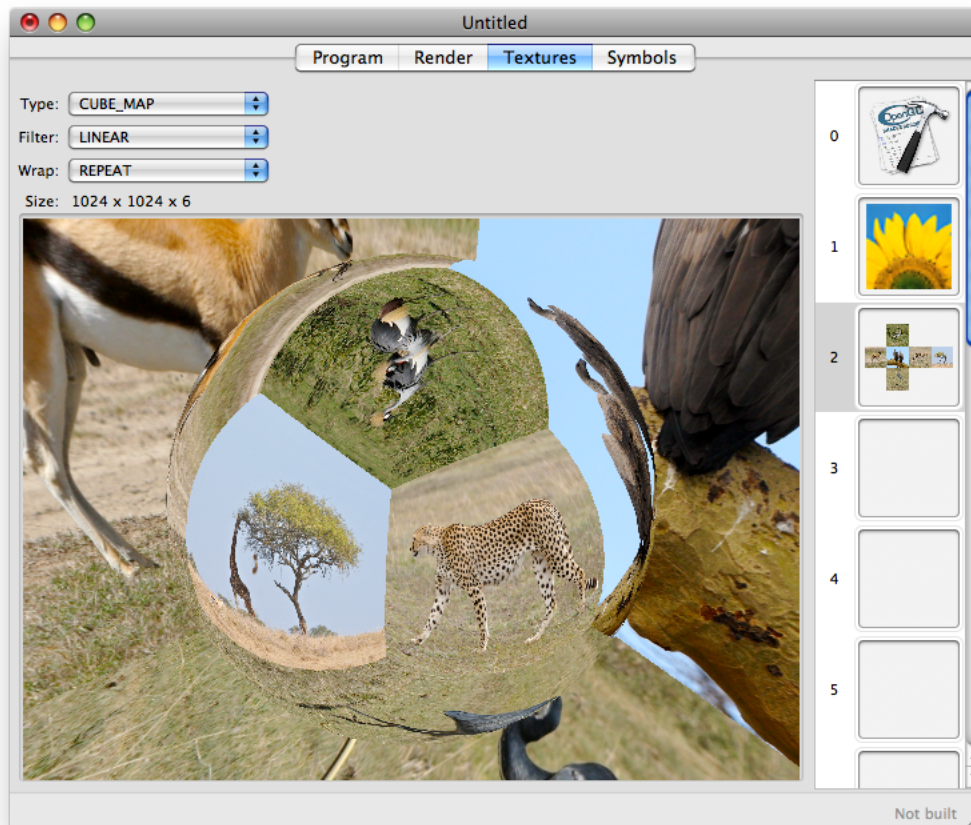 Untitled
Program Render Textures Symbols
Type: CUBE_MAP
Filter: LINEAR
Wrap: REPEAT
Size: 1024 x 1024 x 6
0
OpenGL
1
2
3
4
5
Not built